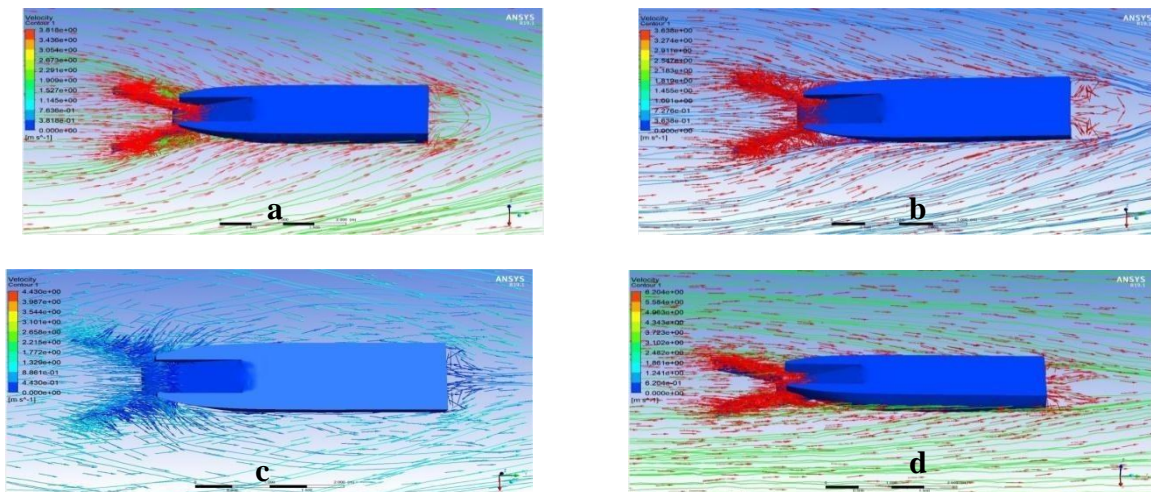 Velocity
Contour 1
ANSYS
3.818e+00
3.436e+00
3.054e+00
2.673e+00
2.291e+00
1.909e+00
1.527e+00
1.145e+00
7.636e-01
3.818e-01
0.000e+00
[m s^-1]
a
Velocity
Contour 1
ANSYS
3.638e+00
3.274e+00
2.911e+00
2.547e+00
2.183e+00
1.819e+00
1.455e+00
1.091e+00
7.276e-01
3.638e-01
0.000e+00
[m s^-1]
b
Velocity
Contour 1
ANSYS
4.430e+00
3.987e+00
3.544e+00
3.101e+00
2.658e+00
2.215e+00
1.772e+00
1.329e+00
8.861e-01
4.430e-01
0.000e+00
[m s^-1]
c
Velocity
Contour 1
ANSYS
6.204e+00
5.584e+00
4.963e+00
4.343e+00
3.723e+00
3.102e+00
2.482e+00
1.861e+00
1.241e+00
6.204e-01
0.000e+00
[m s^-1]
d